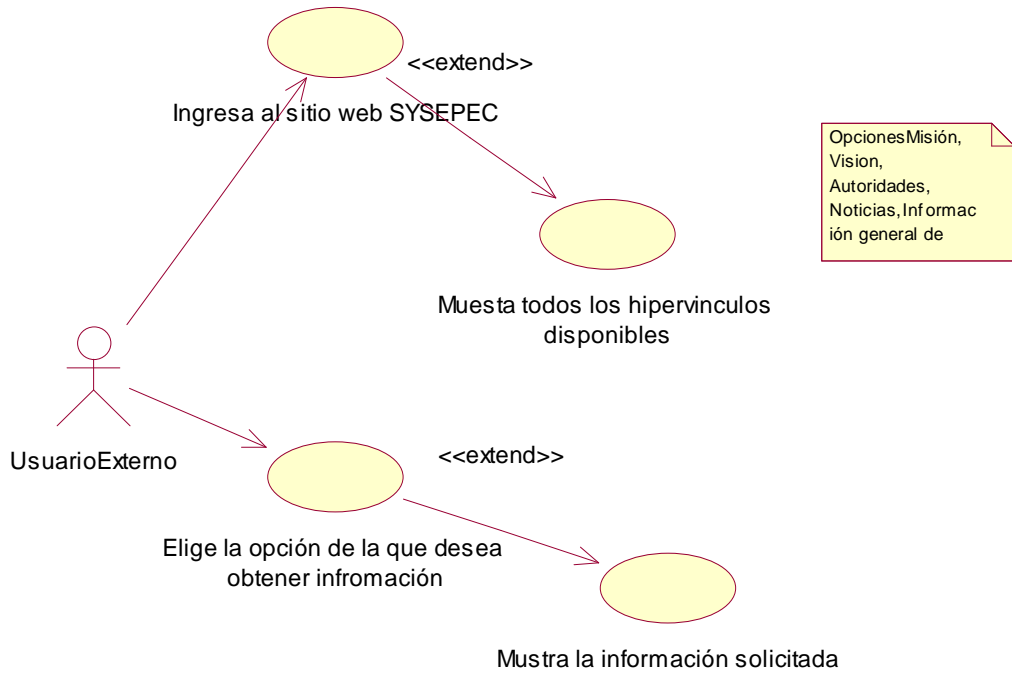 <<extend>>
Ingresa al sitio web SYSEPEC
OpcionesMisión,
Vision,
Autoridades,
Noticias,Informac
ión general de
Muesta todos los hipervinculos
disponibles
UsuarioExterno
<<extend>>
Elige la opción de la que desea
obtener infromación
Mustra la información solicitada